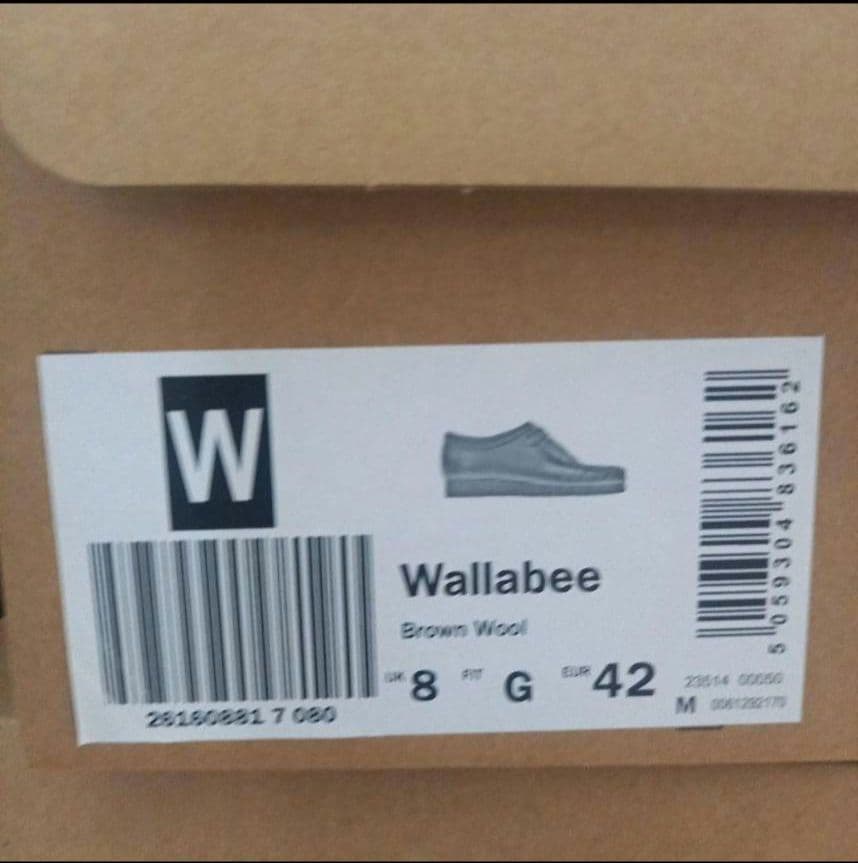 W
Wallabee
Brown Wool
UK 8 FIT G EUR 42
M
5 059304 836162